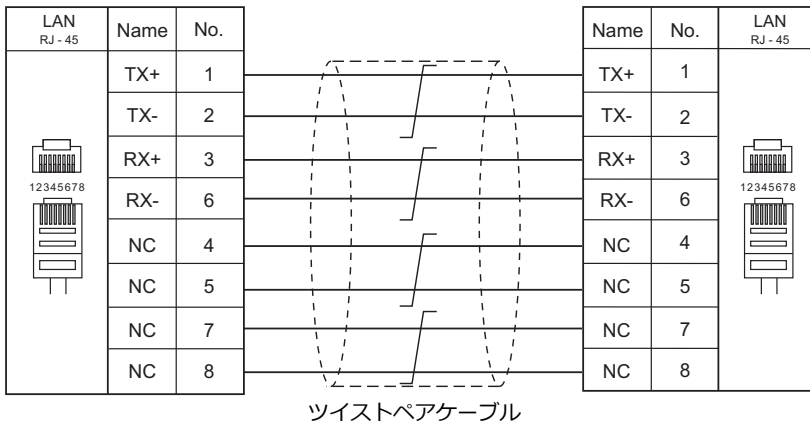 LAN Name No. Name No. LAN
RJ - 45 RJ - 45
TX+ 1 TX+ 1
TX- 2 TX- 2
RX+ 3 RX+ 3
12345678 12345678
RX- 6 RX- 6
NC 4 NC 4
NC 5 NC 5
NC 7 NC 7
NC 8 NC 8
ツイストペアケーブル